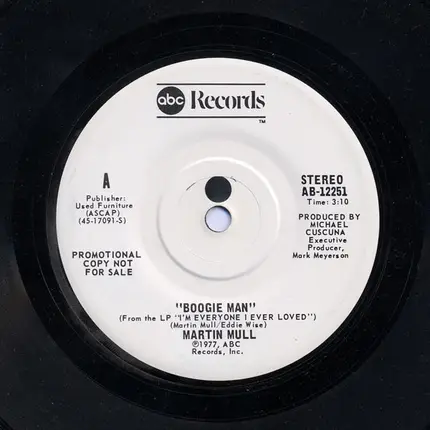 abc Records
TM
A
Publisher:
Used Furniture
(ASCAP)
(45-17091-S)
PROMOTIONAL
COPY NOT
FOR SALE
STEREO
AB-12251
Time: 3:10
PRODUCED BY
MICHAEL
CUSCUNA
Executive
Producer,
Mark Meyerson
"BOOGIE MAN"
(From the LP "I'M EVERYONE I EVER LOVED")
(Martin Mull/Eddie Wise)
MARTIN MULL
℗1977, ABC
Records, Inc.